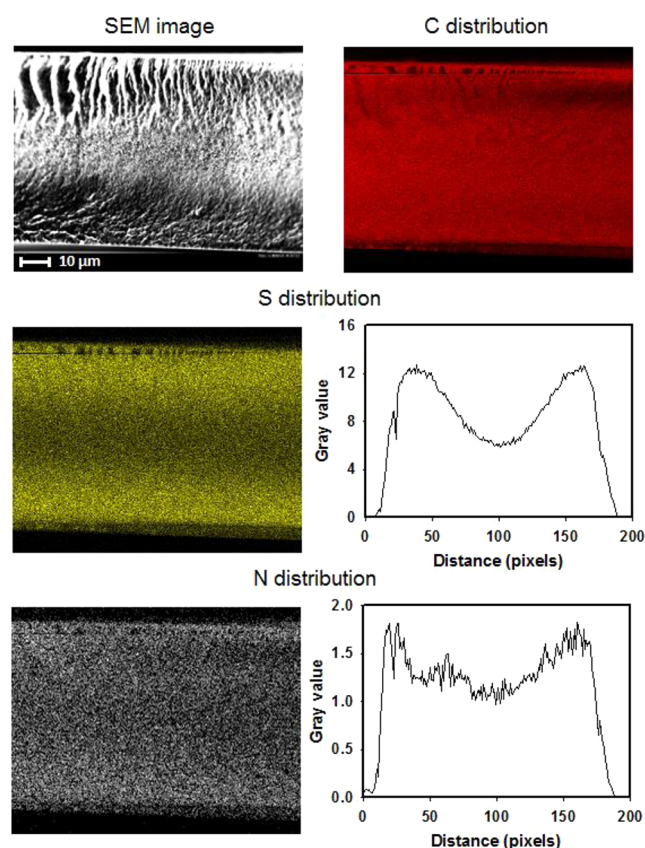 SEM image
C distribution
10 µm
S distribution
16
12
8
4
0
Gray value
0 50 100 150 200
Distance (pixels)
N distribution
2.0
1.5
1.0
0.5
0.0
Gray value
0 50 100 150 200
Distance (pixels)